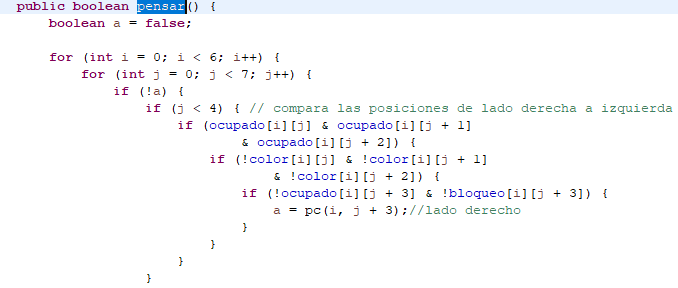 public boolean pensar() {
boolean a = false;
for (int i = 0; i < 6; i++) {
for (int j = 0; j < 7; j++) {
if (!a) {
if (j < 4) { // compara las posiciones de lado derecha a izquierda
if (ocupado[i][j] & ocupado[i][j + 1]
& ocupado[i][j + 2]) {
if (!color[i][j] & !color[i][j + 1]
& !color[i][j + 2]) {
if (!ocupado[i][j + 3] & !bloqueo[i][j + 3]) {
a = pc(i, j + 3);//lado derecho
}
}
}
}